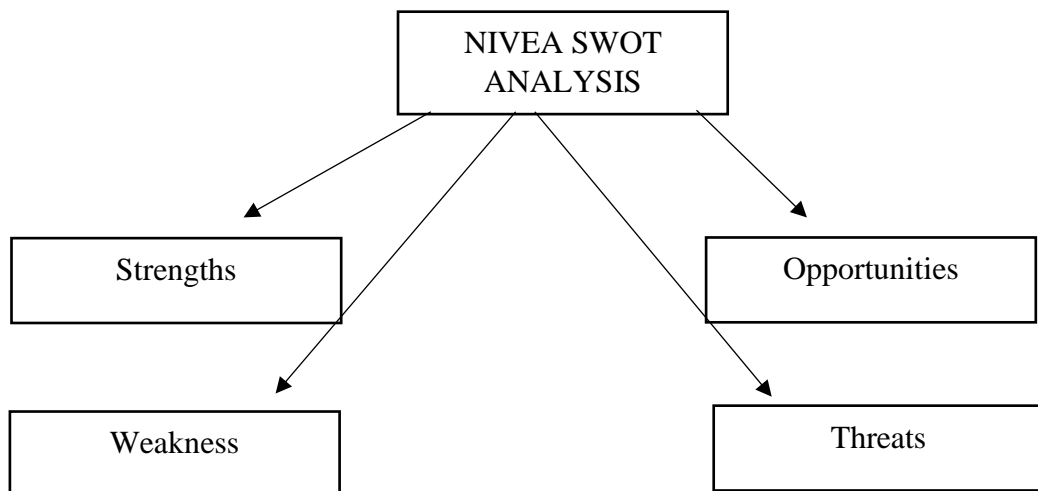 NIVEA SWOT
ANALYSIS
Strengths
Opportunities
Weakness
Threats